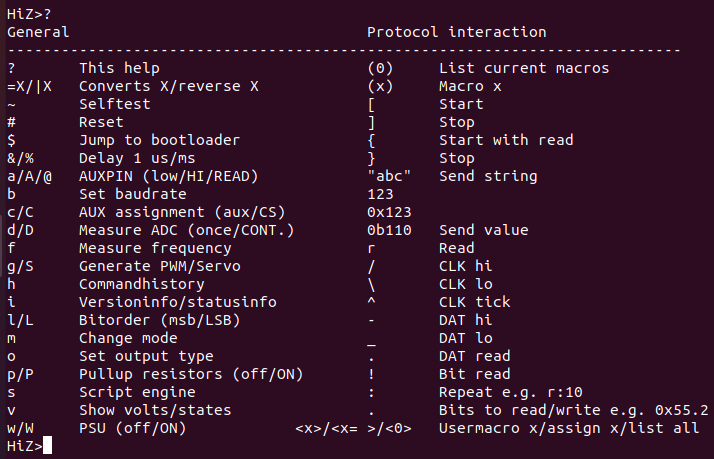 HiZ>?
General                                 Protocol interaction
---------------------------------------------------------------------------
?       This help                       (0)     List current macros
=X/|X   Converts X/reverse X            (x)     Macro x
~       Selftest                        [       Start
#       Reset                           ]       Stop
$       Jump to bootloader              {       Start with read
&/%     Delay 1 us/ms                   }       Stop
a/A/@   AUXPIN (low/HI/READ)            "abc"   Send string
b       Set baudrate                    123
c/C     AUX assignment (aux/CS)         0x123
d/D     Measure ADC (once/CONT.)        0b110   Send value
f       Measure frequency               r       Read
g/S     Generate PWM/Servo              /       CLK hi
h       Commandhistory                  \       CLK lo
i       Versioninfo/statusinfo          ^       CLK tick
l/L     Bitorder (msb/LSB)              -       DAT hi
m       Change mode                     _       DAT lo
o       Set output type                 .       DAT read
p/P     Pullup resistors (off/ON)       !       Bit read
s       Script engine                   :       Repeat e.g. r:10
v       Show volts/states               .       Bits to read/write e.g. 0x55.2
w/W     PSU (off/ON)            <x>/<x= >/<0>   Usermacro x/assign x/list all
HiZ>